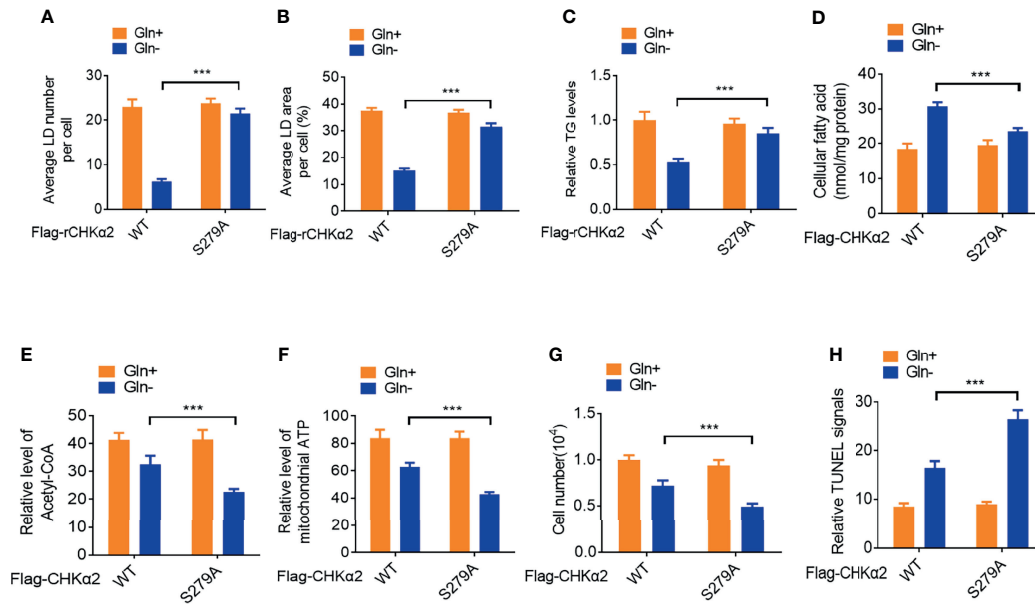 A
Gln+
Gln-
***
Average LD number
per cell
30
20
10
0
WT
S279A
Flag-rCHKα2
B
Gln+
Gln-
***
Average LD area
per cell (%)
50
40
30
20
10
0
WT
S279A
Flag-rCHKα2
C
Gln+
Gln-
***
Relative TG levels
1.5
1.0
0.5
0.0
WT
S279A
Flag-rCHKα2
D
Gln+
Gln-
***
Cellular fatty acid
(nmol/mg protein)
40
30
20
10
0
WT
S279A
Flag-CHKα2
E
Gln+
Gln-
***
Relative level of
Acetyl-CoA
50
40
30
20
10
0
WT
S279A
Flag-CHKα2
F
Gln+
Gln-
***
Relative level of
mitochondnial ATP
100
80
60
40
20
0
WT
S279A
Flag-CHKα2
G
Gln+
Gln-
***
Cell number(10⁴)
1.5
1.0
0.5
0.0
WT
S279A
Flag-CHKα2
H
Gln+
Gln-
***
Relative TUNEL signals
30
20
10
0
WT
S279A
Flag-CHKα2